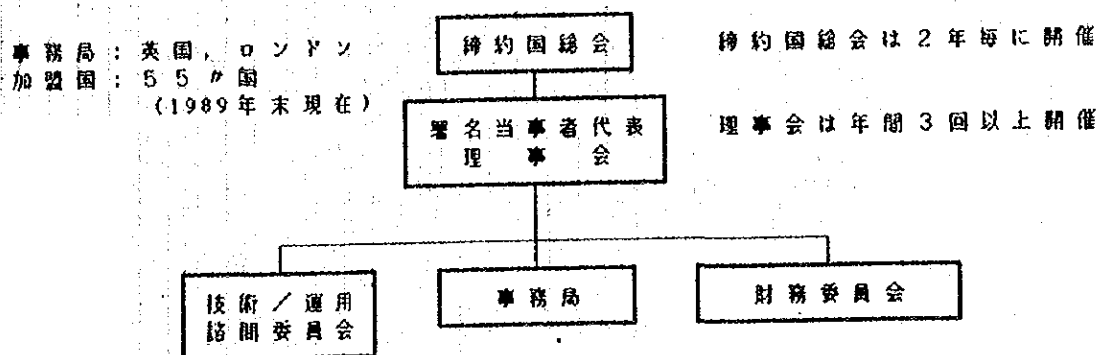 事務局：英国，ロンドン
加盟国：55ヶ国
(1989年末現在)
締約国総会
締約国総会は2年毎に開催
署名当事者代表
理事会
理事会は年間3回以上開催
技術／運用
諮問委員会
事務局
財務委員会